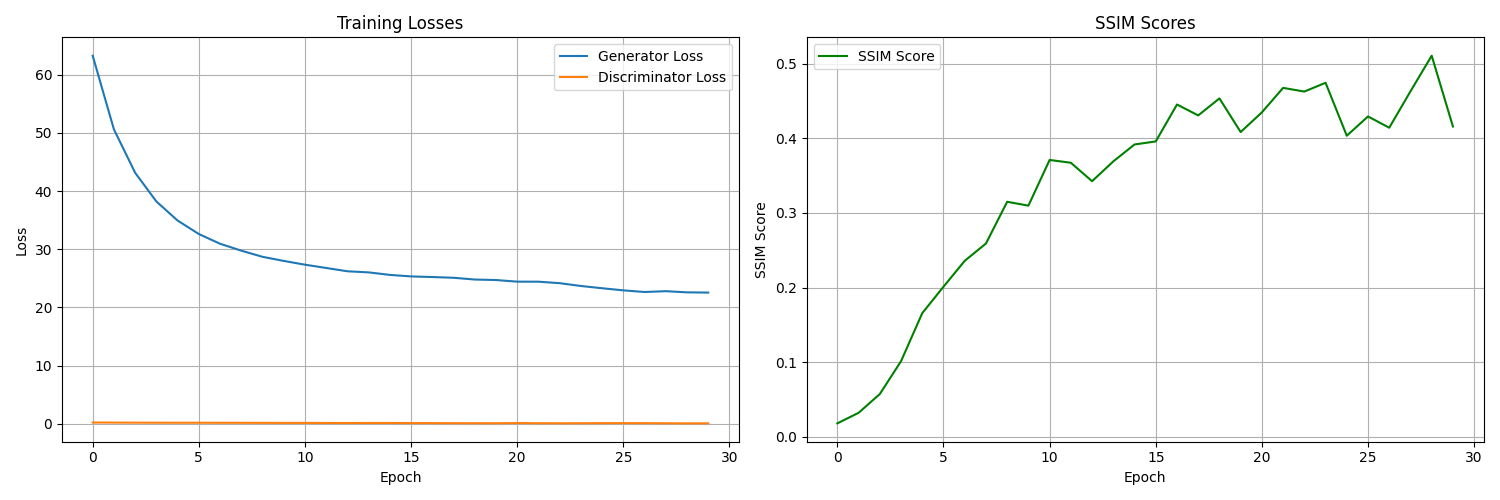 Training Losses
Generator Loss
Discriminator Loss
Loss
60
50
40
30
20
10
0
0 5 10 15 20 25 30
Epoch
SSIM Scores
SSIM Score
SSIM Score
0.5
0.4
0.3
0.2
0.1
0.0
0 5 10 15 20 25 30
Epoch